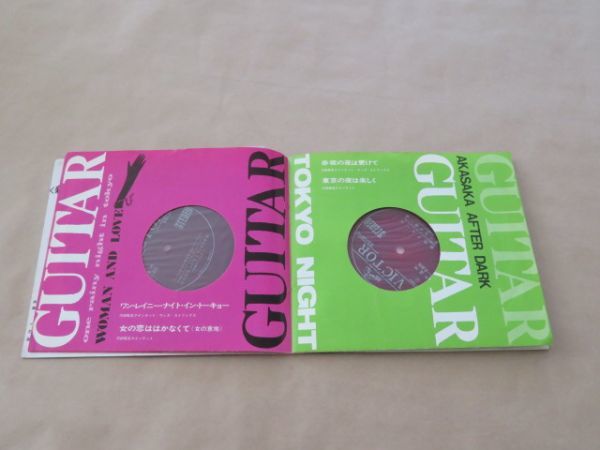 GUITAR
one rainy night in tokyo
WOMAN AND LOVE
GUITAR
ワン・レイニー・ナイト・イン・トーキョー
女の恋ははかなくて(女の意地)
TOKYO NIGHT
赤坂の夜は更けて
東京の夜は楽しく
VICTOR
GUITAR
AKASAKA AFTER DARK
GUITAR